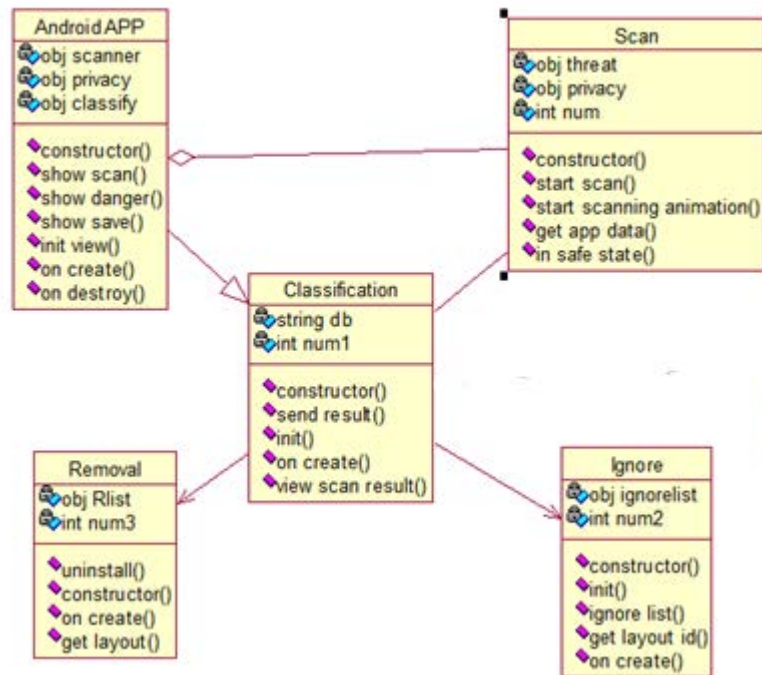 Android APP
obj scanner
obj privacy
obj classify
constructor()
show scan()
show danger()
show save()
init view()
on create()
on destroy()
Scan
obj threat
obj privacy
int num
constructor()
start scan()
start scanning animation()
get app data()
in safe state()
Classification
string db
int num1
constructor()
send result()
init()
on create()
view scan result()
Removal
obj Rlist
int num3
uninstall()
constructor()
on create()
get layout()
Ignore
obj ignorelist
int num2
constructor()
init()
ignore list()
get layout id()
on create()